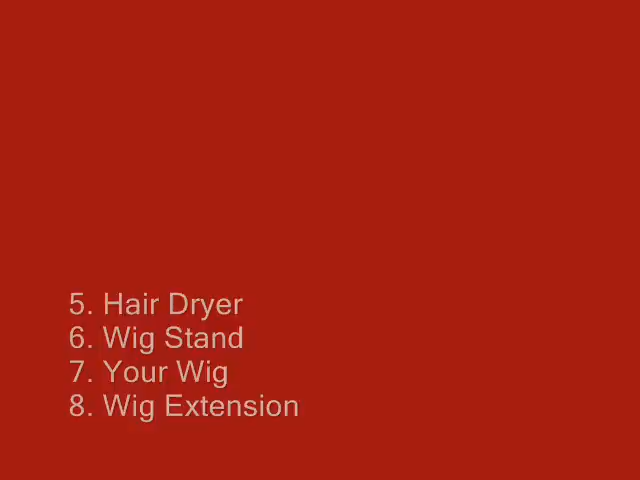 5. Hair Dryer
6. Wig Stand
7. Your Wig
8. Wig Extension